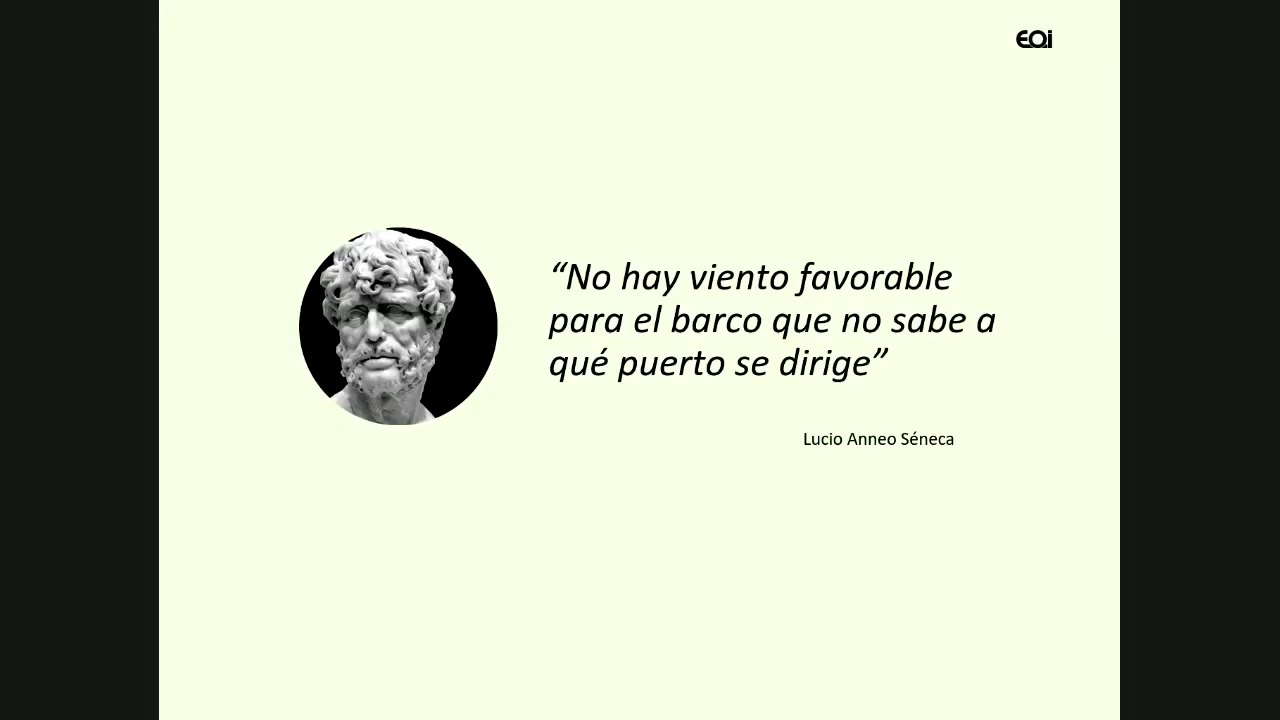 EOi
“No hay viento favorable
para el barco que no sabe a
qué puerto se dirige”
Lucio Anneo Séneca